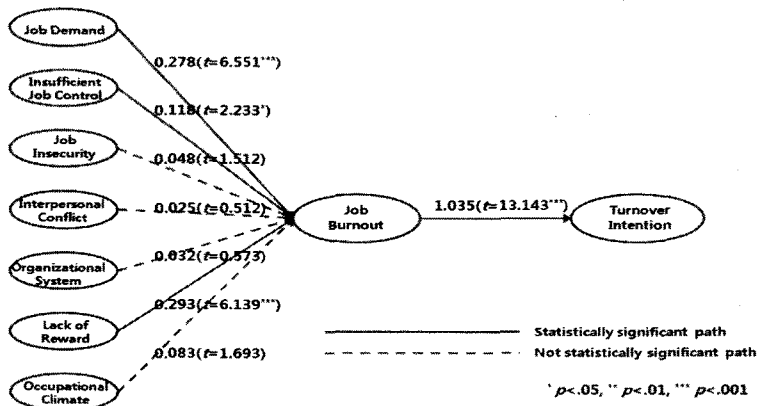 Job Demand
0.278(t=6.551***)
Insufficient
Job Control
0.118(t=2.233*)
Job
Insecurity
0.048(t=1.512)
Interpersonal
Conflict
0.025(t=0.512)
Organizational
System
0.032(t=0.573)
Lack of
Reward
0.293(t=6.139***)
Occupational
Climate
0.083(t=1.693)
Job
Burnout
1.035(t=13.143***)
Turnover
Intention
Statistically significant path
Not statistically significant path
* p<.05, ** p<.01, *** p<.001